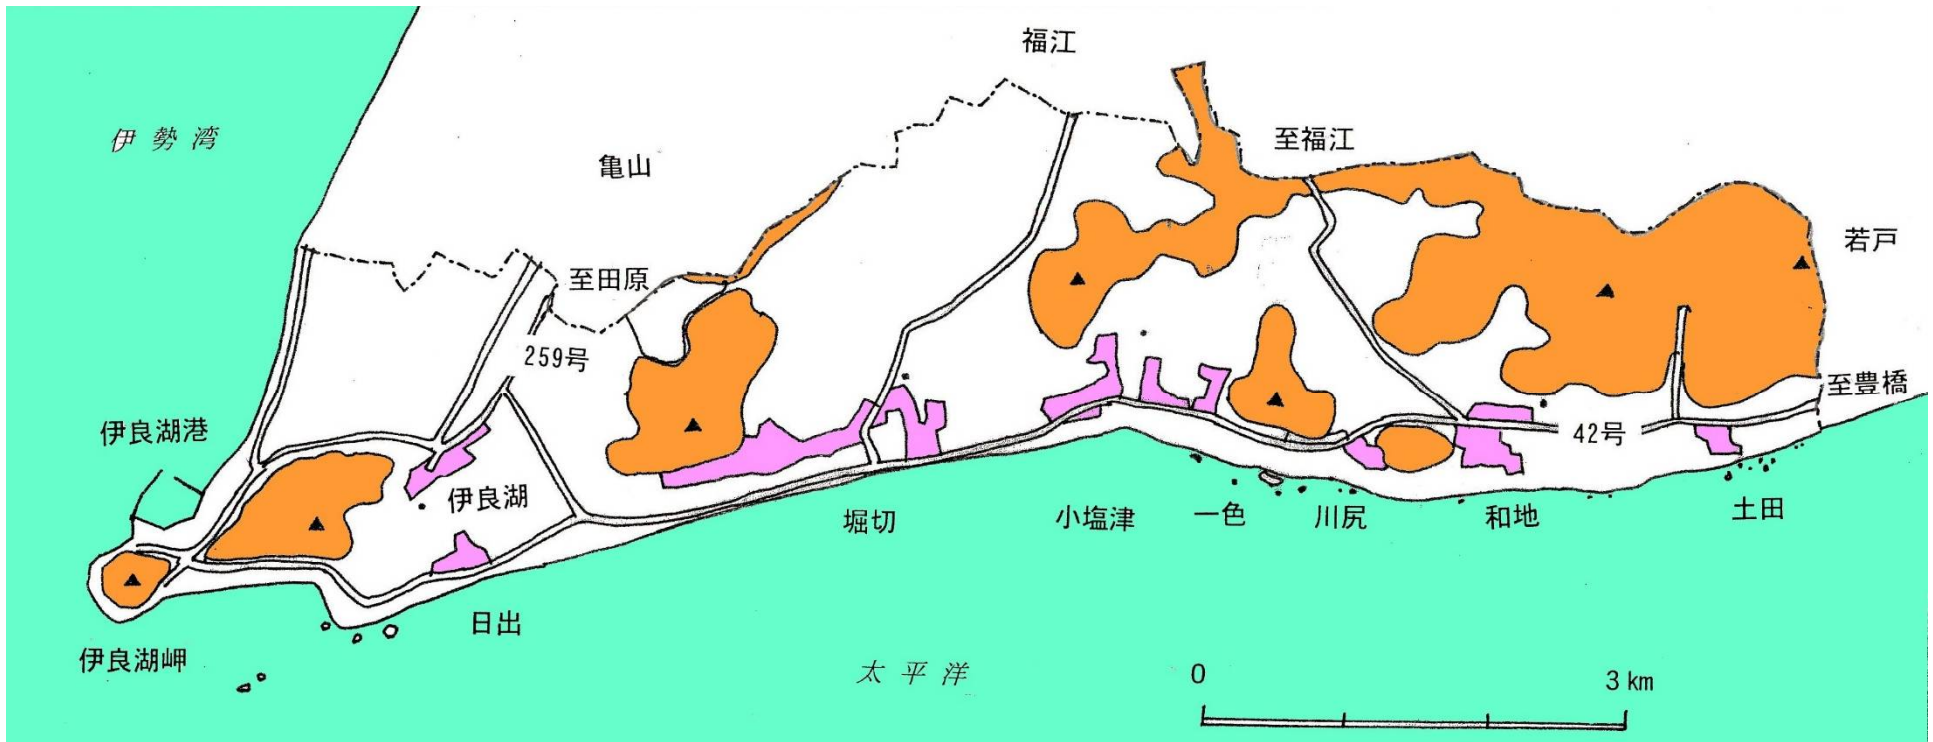 福江
伊勢湾
至福江
亀山
若戸
至田原
259号
至豊橋
伊良湖港
42号
伊良湖
堀切
小塩津
一色
川尻
和地
土田
日出
伊良湖岬
太平洋
0
3km